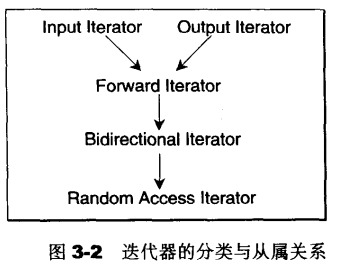 Input Iterator Output Iterator
Forward Iterator
Bidirectional Iterator
Random Access Iterator
图 3-2 迭代器的分类与从属关系